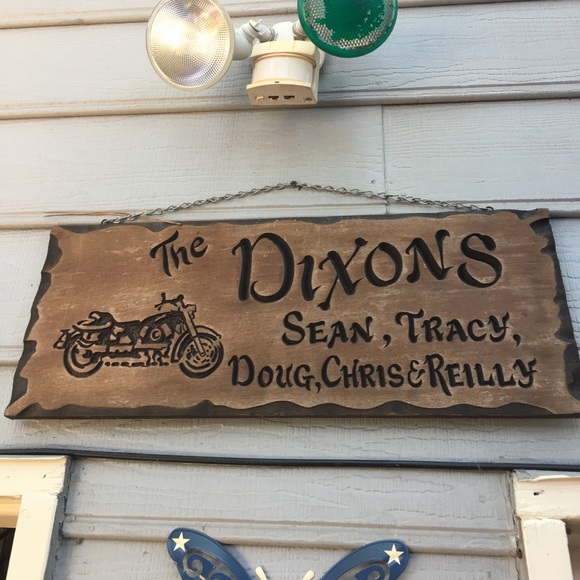 The DIXONS
SEAN, TRACY,
DOUG, CHRIS & REILLY